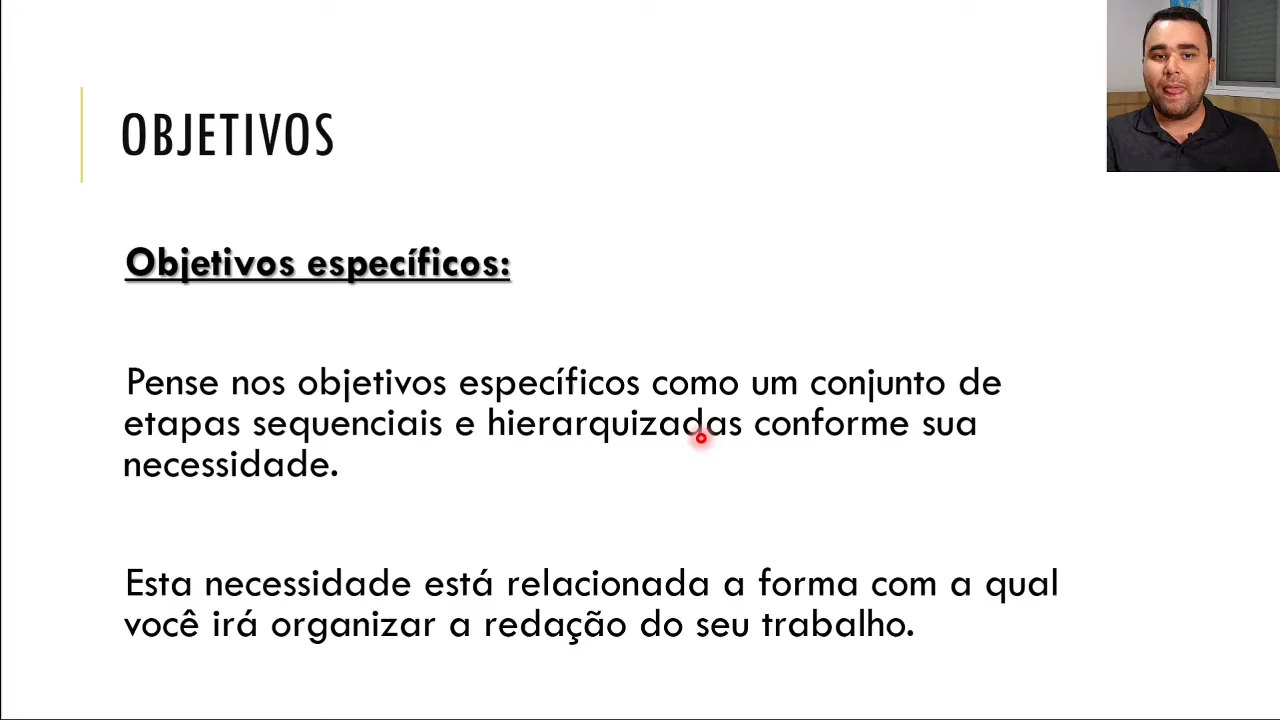 OBJETIVOS
Objetivos específicos:
Pense nos objetivos específicos como um conjunto de
etapas sequenciais e hierarquizadas conforme sua
necessidade.
Esta necessidade está relacionada a forma com a qual
você irá organizar a redação do seu trabalho.